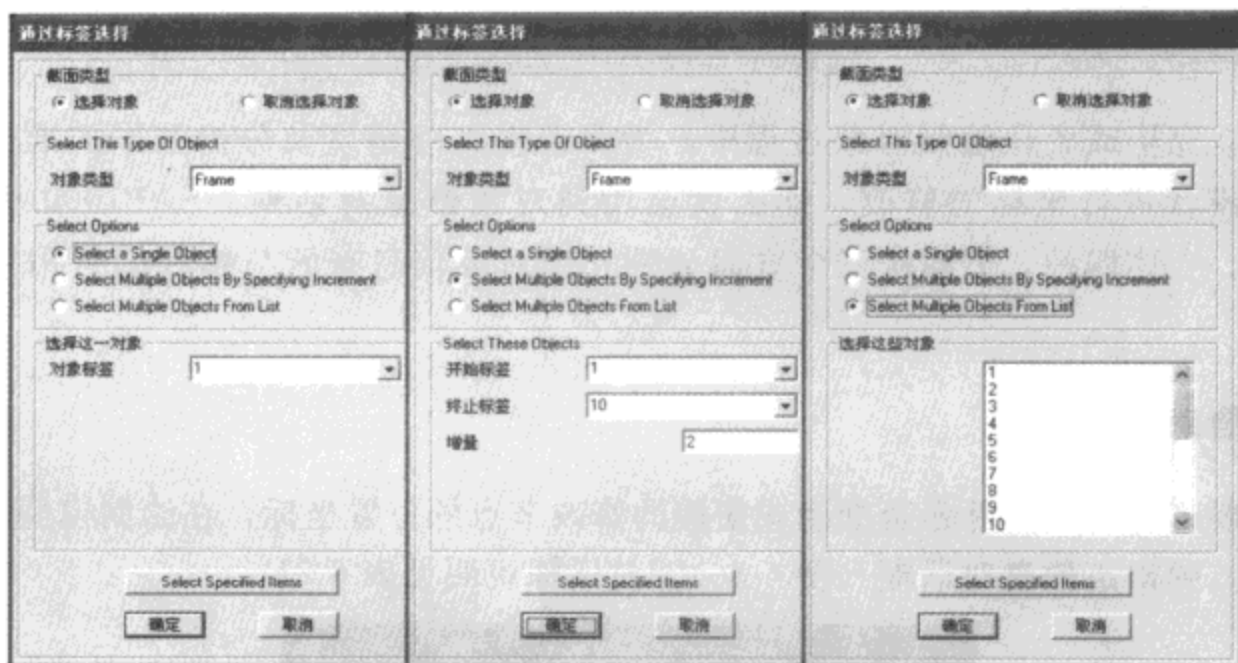 通过标签选择
截面类型
选择对象
取消选择对象
Select This Type Of Object
对象类型
Frame
Select Options
Select a Single Object
Select Multiple Objects By Specifying Increment
Select Multiple Objects From List
选择这一对象
对象标签
1
Select Specified Items
确定
取消
通过标签选择
截面类型
选择对象
取消选择对象
Select This Type Of Object
对象类型
Frame
Select Options
Select a Single Object
Select Multiple Objects By Specifying Increment
Select Multiple Objects From List
Select These Objects
开始标签
1
终止标签
10
增量
2
Select Specified Items
确定
取消
通过标签选择
截面类型
选择对象
取消选择对象
Select This Type Of Object
对象类型
Frame
Select Options
Select a Single Object
Select Multiple Objects By Specifying Increment
Select Multiple Objects From List
选择这些对象
1
2
3
4
5
6
7
8
9
10
Select Specified Items
确定
取消